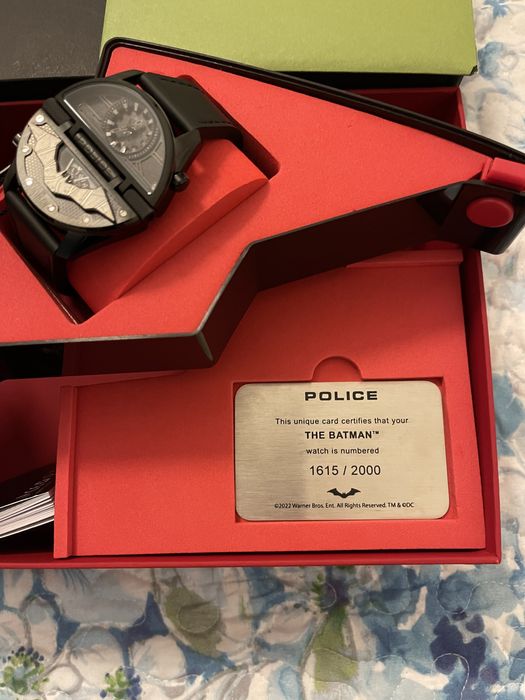 POLICE
POLICE
This unique card certifies that your
THE BATMAN™
watch is numbered
1615 / 2000
©2022 Warner Bros. Ent. All Rights Reserved. TM & ©DC